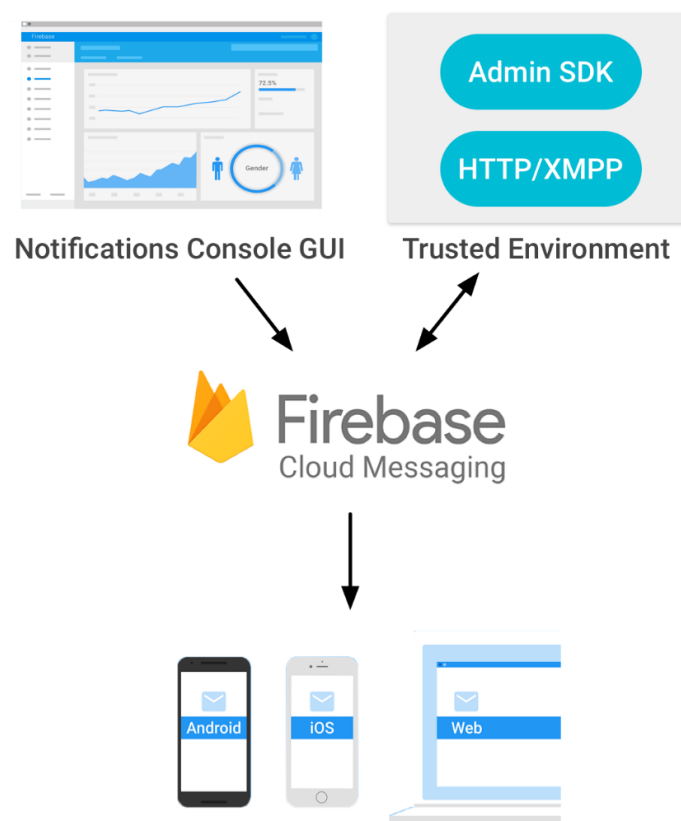 Firebase
72.5%
Gender
Admin SDK
HTTP/XMPP
Notifications Console GUI
Trusted Environment
Firebase
Cloud Messaging
Android
iOS
Web